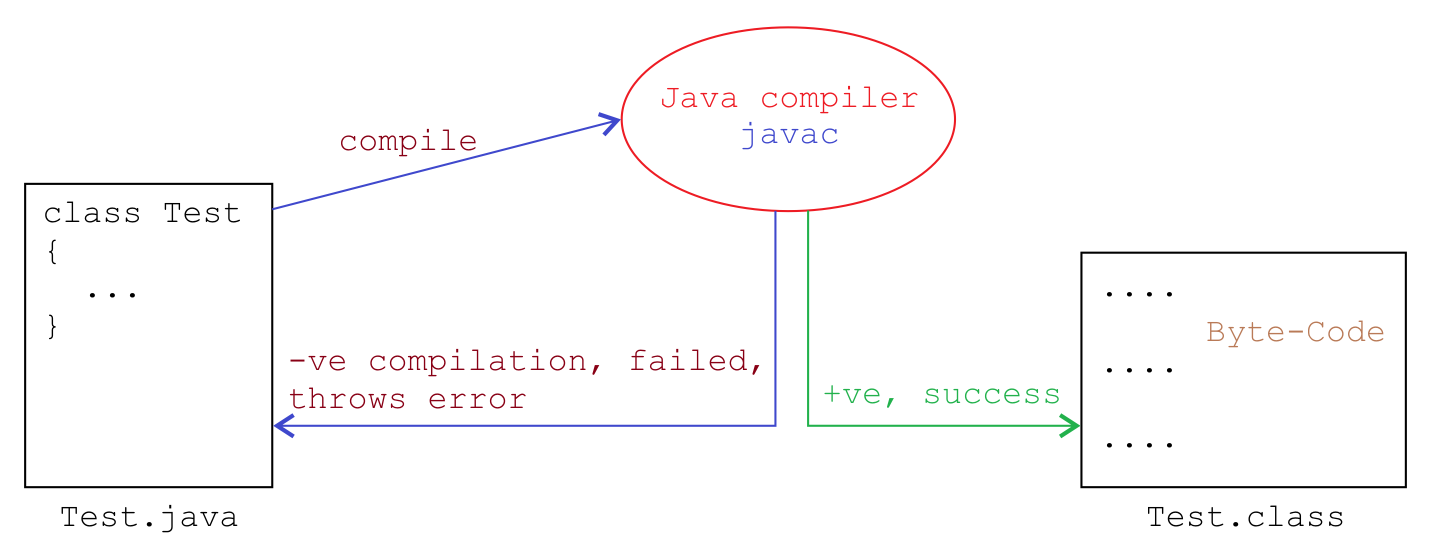 Java compiler
javac
compile
class Test
{
...
}
-ve compilation, failed,
throws error
+ve, success
....
Byte-Code
....
....
Test.java
Test.class